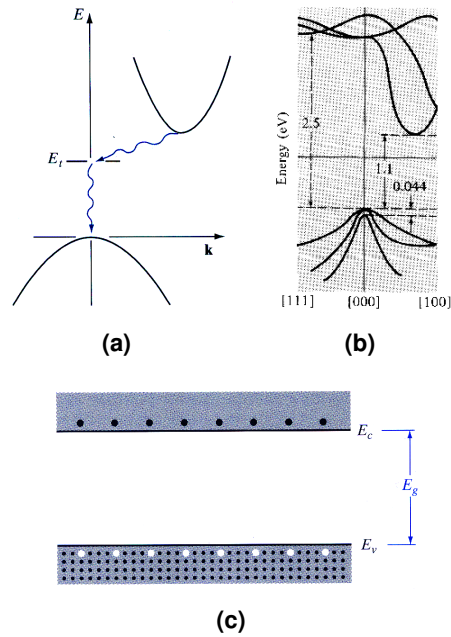 E
E_t
k
(a)
Energy (eV)
2.5
1.1
0.044
[111] [000] [100]
(b)
E_c
E_g
E_v
(c)